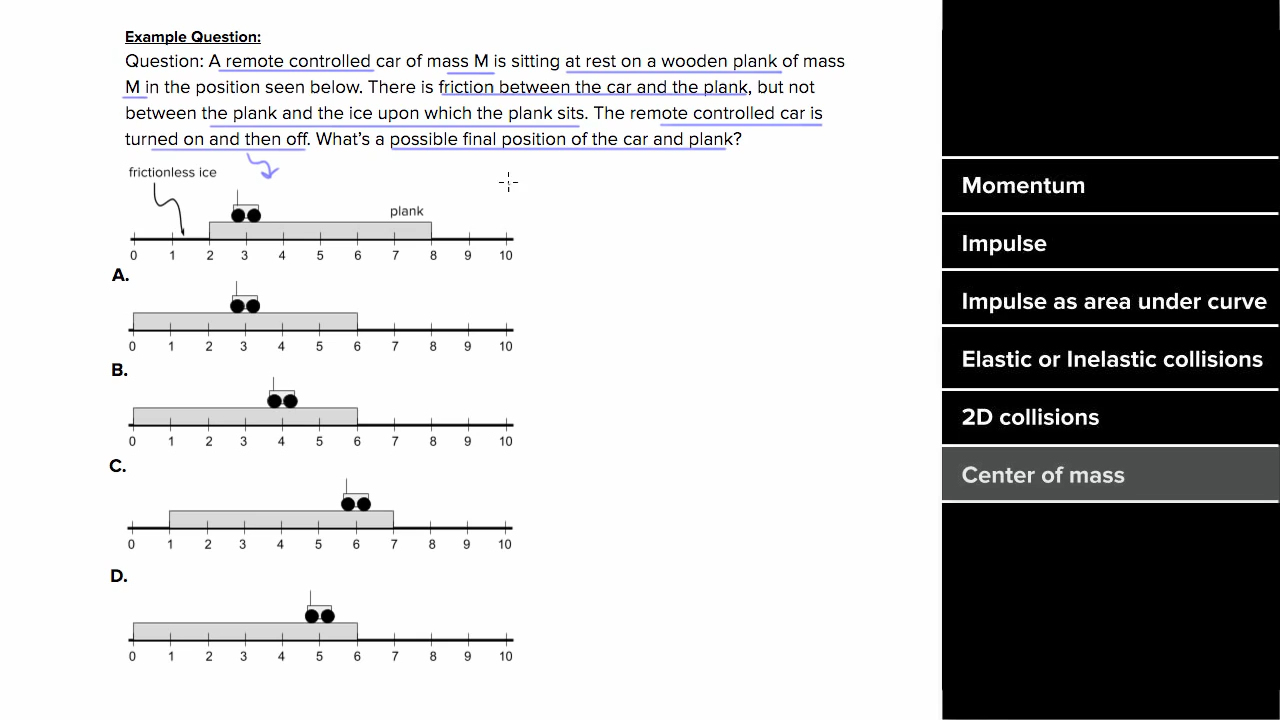 Example Question:
Question: A remote controlled car of mass M is sitting at rest on a wooden plank of mass
M in the position seen below. There is friction between the car and the plank, but not
between the plank and the ice upon which the plank sits. The remote controlled car is
turned on and then off. What's a possible final position of the car and plank?
frictionless ice
plank
0 1 2 3 4 5 6 7 8 9 10
A.
0 1 2 3 4 5 6 7 8 9 10
B.
0 1 2 3 4 5 6 7 8 9 10
C.
0 1 2 3 4 5 6 7 8 9 10
D.
0 1 2 3 4 5 6 7 8 9 10
Momentum
Impulse
Impulse as area under curve
Elastic or Inelastic collisions
2D collisions
Center of mass